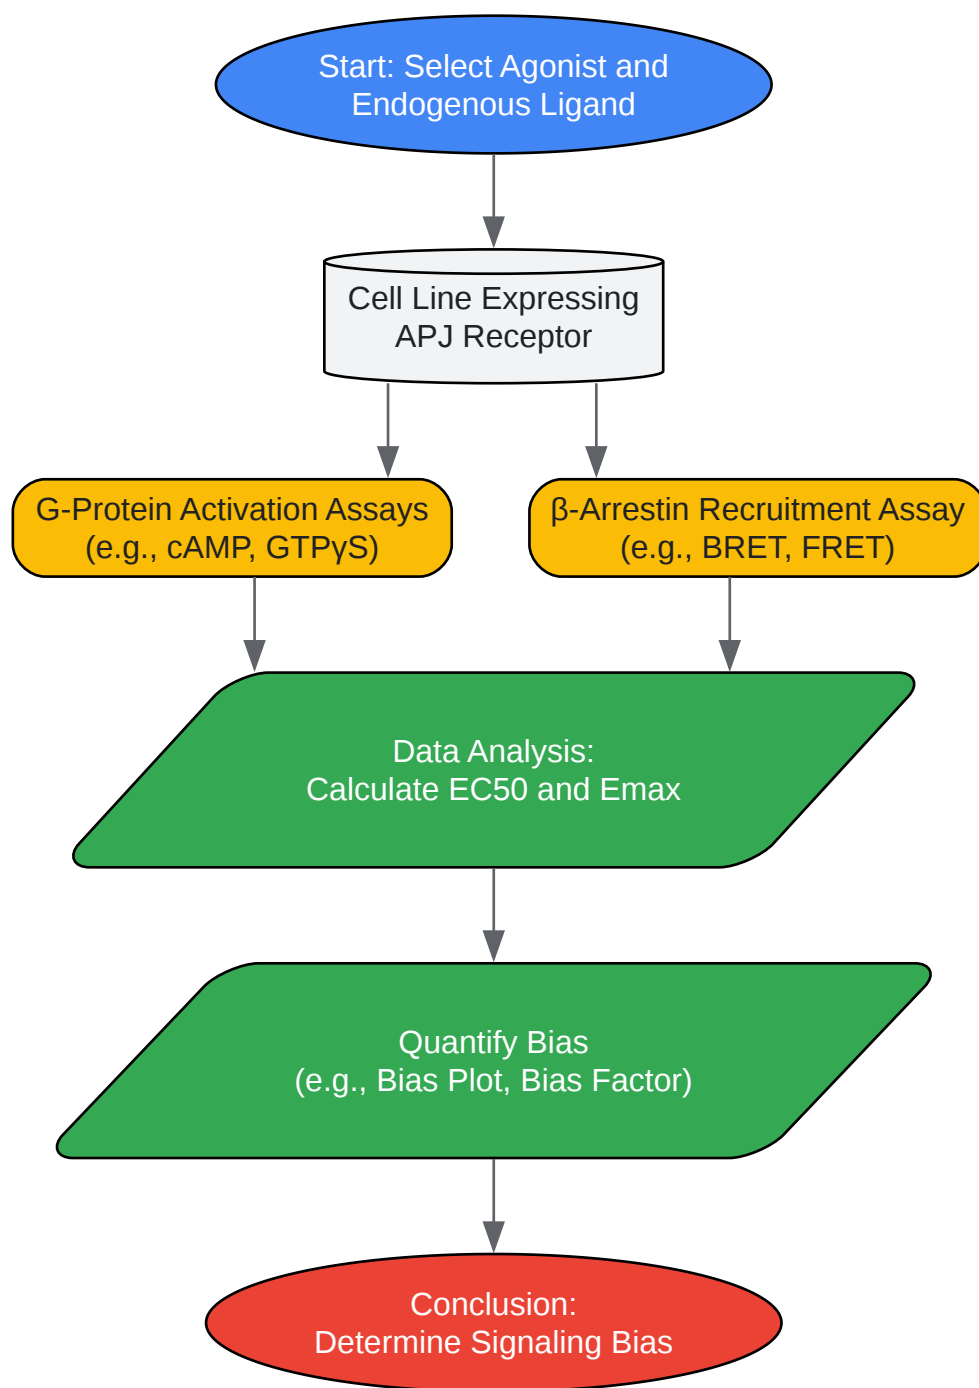 Start: Select Agonist and
Endogenous Ligand
Cell Line Expressing
APJ Receptor
G-Protein Activation Assays
(e.g., cAMP, GTPγS)
β-Arrestin Recruitment Assay
(e.g., BRET, FRET)
Data Analysis:
Calculate EC50 and Emax
Quantify Bias
(e.g., Bias Plot, Bias Factor)
Conclusion:
Determine Signaling Bias